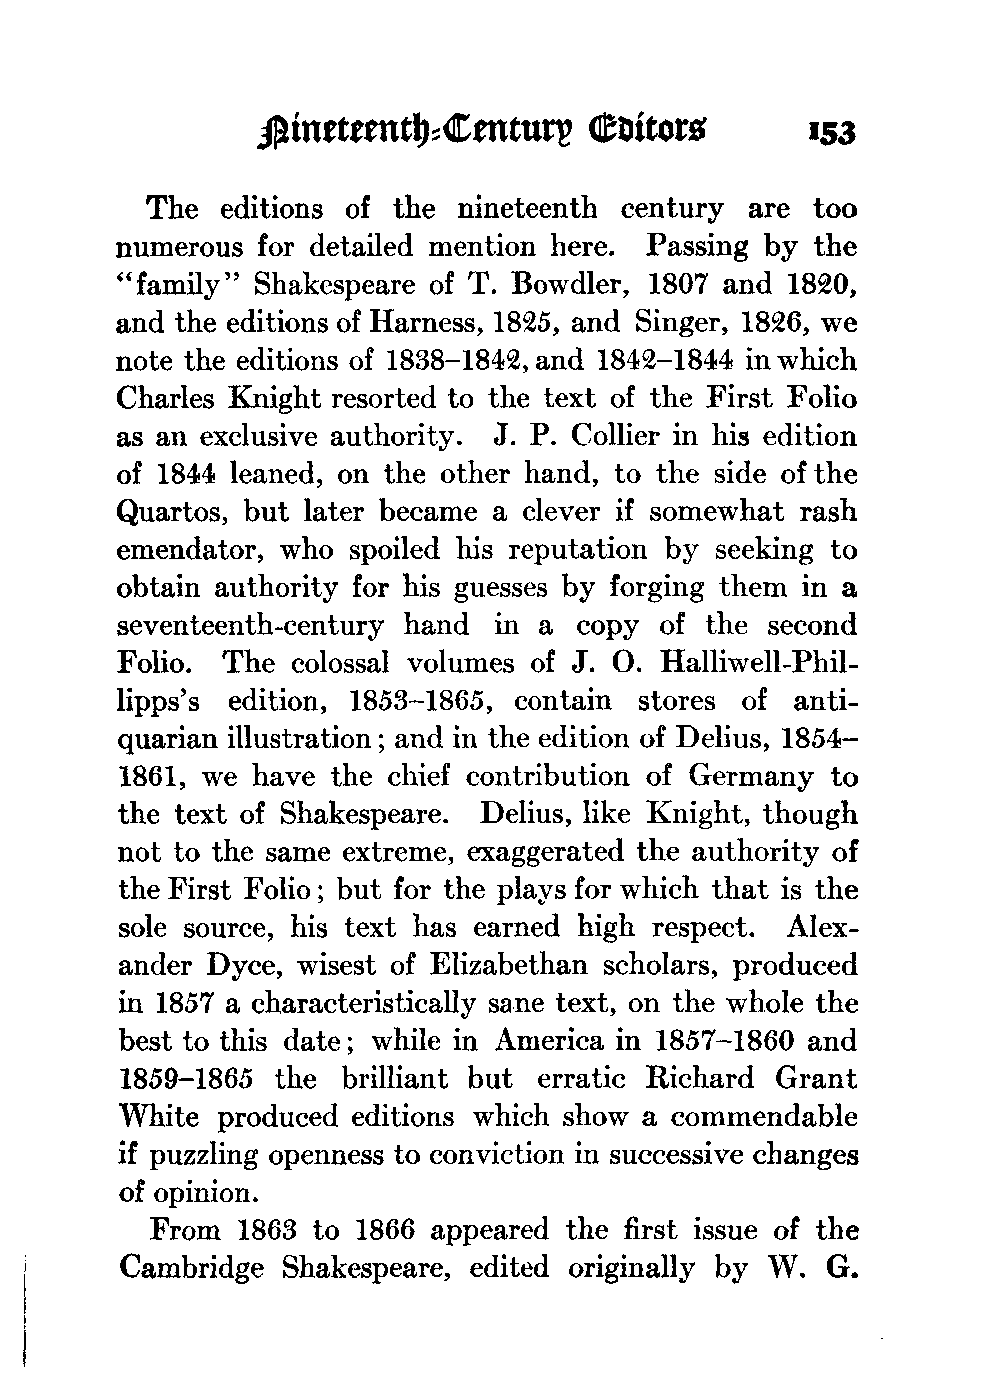 Nineteenth-Century Editors 153
The editions of the nineteenth century are too
numerous for detailed mention here. Passing by the
“family” Shakespeare of T. Bowdler, 1807 and 1820,
and the editions of Harness, 1825, and Singer, 1826, we
note the editions of 1838–1842, and 1842–1844 in which
Charles Knight resorted to the text of the First Folio
as an exclusive authority. J. P. Collier in his edition
of 1844 leaned, on the other hand, to the side of the
Quartos, but later became a clever if somewhat rash
emendator, who spoiled his reputation by seeking to
obtain authority for his guesses by forging them in a
seventeenth-century hand in a copy of the second
Folio. The colossal volumes of J. O. Halliwell-Phil-
lipps's edition, 1853–1865, contain stores of anti-
quarian illustration; and in the edition of Delius, 1854–
1861, we have the chief contribution of Germany to
the text of Shakespeare. Delius, like Knight, though
not to the same extreme, exaggerated the authority of
the First Folio; but for the plays for which that is the
sole source, his text has earned high respect. Alex-
ander Dyce, wisest of Elizabethan scholars, produced
in 1857 a characteristically sane text, on the whole the
best to this date; while in America in 1857–1860 and
1859–1865 the brilliant but erratic Richard Grant
White produced editions which show a commendable
if puzzling openness to conviction in successive changes
of opinion.
From 1863 to 1866 appeared the first issue of the
Cambridge Shakespeare, edited originally by W. G.